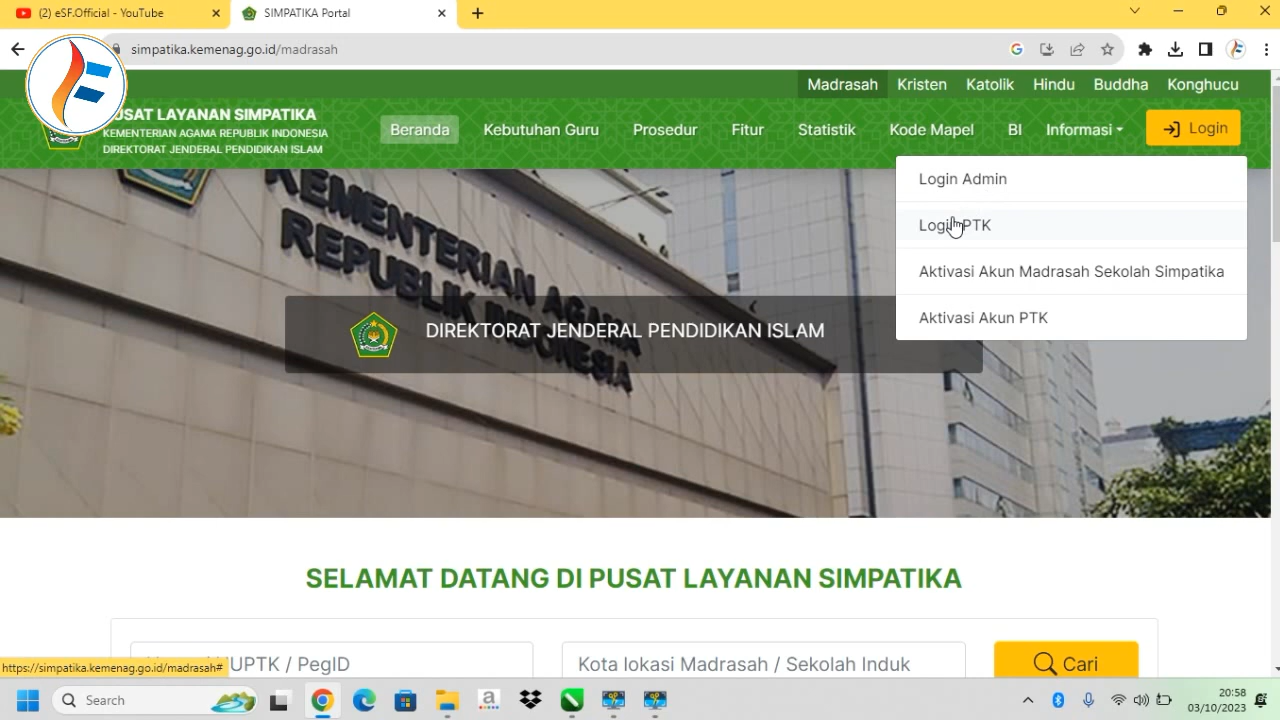 (2) eSF.Official - YouTube
SIMPATIKA Portal
simpatika.kemenag.go.id/madrasah
Madrasah Kristen Katolik Hindu Buddha Konghucu
USAT LAYANAN SIMPATIKA
KEMENTERIAN AGAMA REPUBLIK INDONESIA
DIREKTORAT JENDERAL PENDIDIKAN ISLAM
Beranda Kebutuhan Guru Prosedur Fitur Statistik Kode Mapel BI Informasi Login
Login Admin
Login PTK
Aktivasi Akun Madrasah Sekolah Simpatika
Aktivasi Akun PTK
KEMENTERIAN AGAMA
REPUBLIK INDONESIA
DIREKTORAT JENDERAL PENDIDIKAN ISLAM
SELAMAT DATANG DI PUSAT LAYANAN SIMPATIKA
UPTK / PegID
Kota lokasi Madrasah / Sekolah Induk
Cari
https://simpatika.kemenag.go.id/madrasah#
Search
20:58
03/10/2023